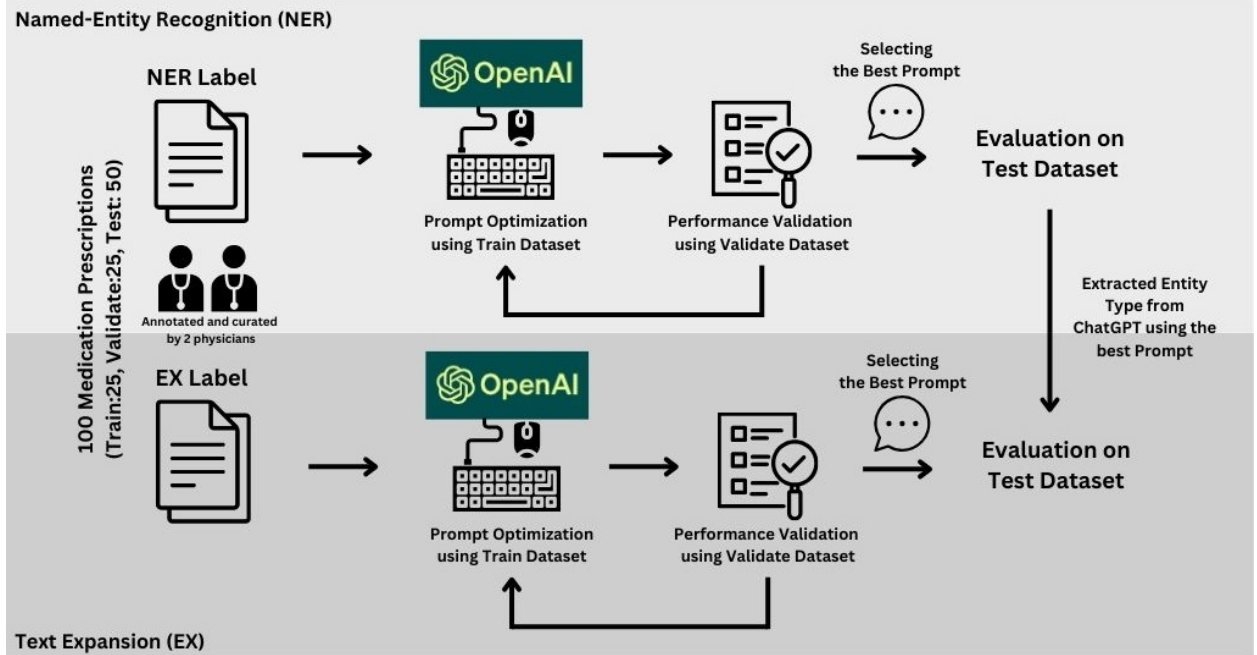 Named-Entity Recognition (NER)
100 Medication Prescriptions
(Train:25, Validate:25, Test: 50)
NER Label
Annotated and curated
by 2 physicians
OpenAI
Prompt Optimization
using Train Dataset
Performance Validation
using Validate Dataset
Selecting
the Best Prompt
Evaluation on
Test Dataset
Extracted Entity
Type from
ChatGPT using the
best Prompt
EX Label
OpenAI
Prompt Optimization
using Train Dataset
Performance Validation
using Validate Dataset
Selecting
the Best Prompt
Evaluation on
Test Dataset
Text Expansion (EX)